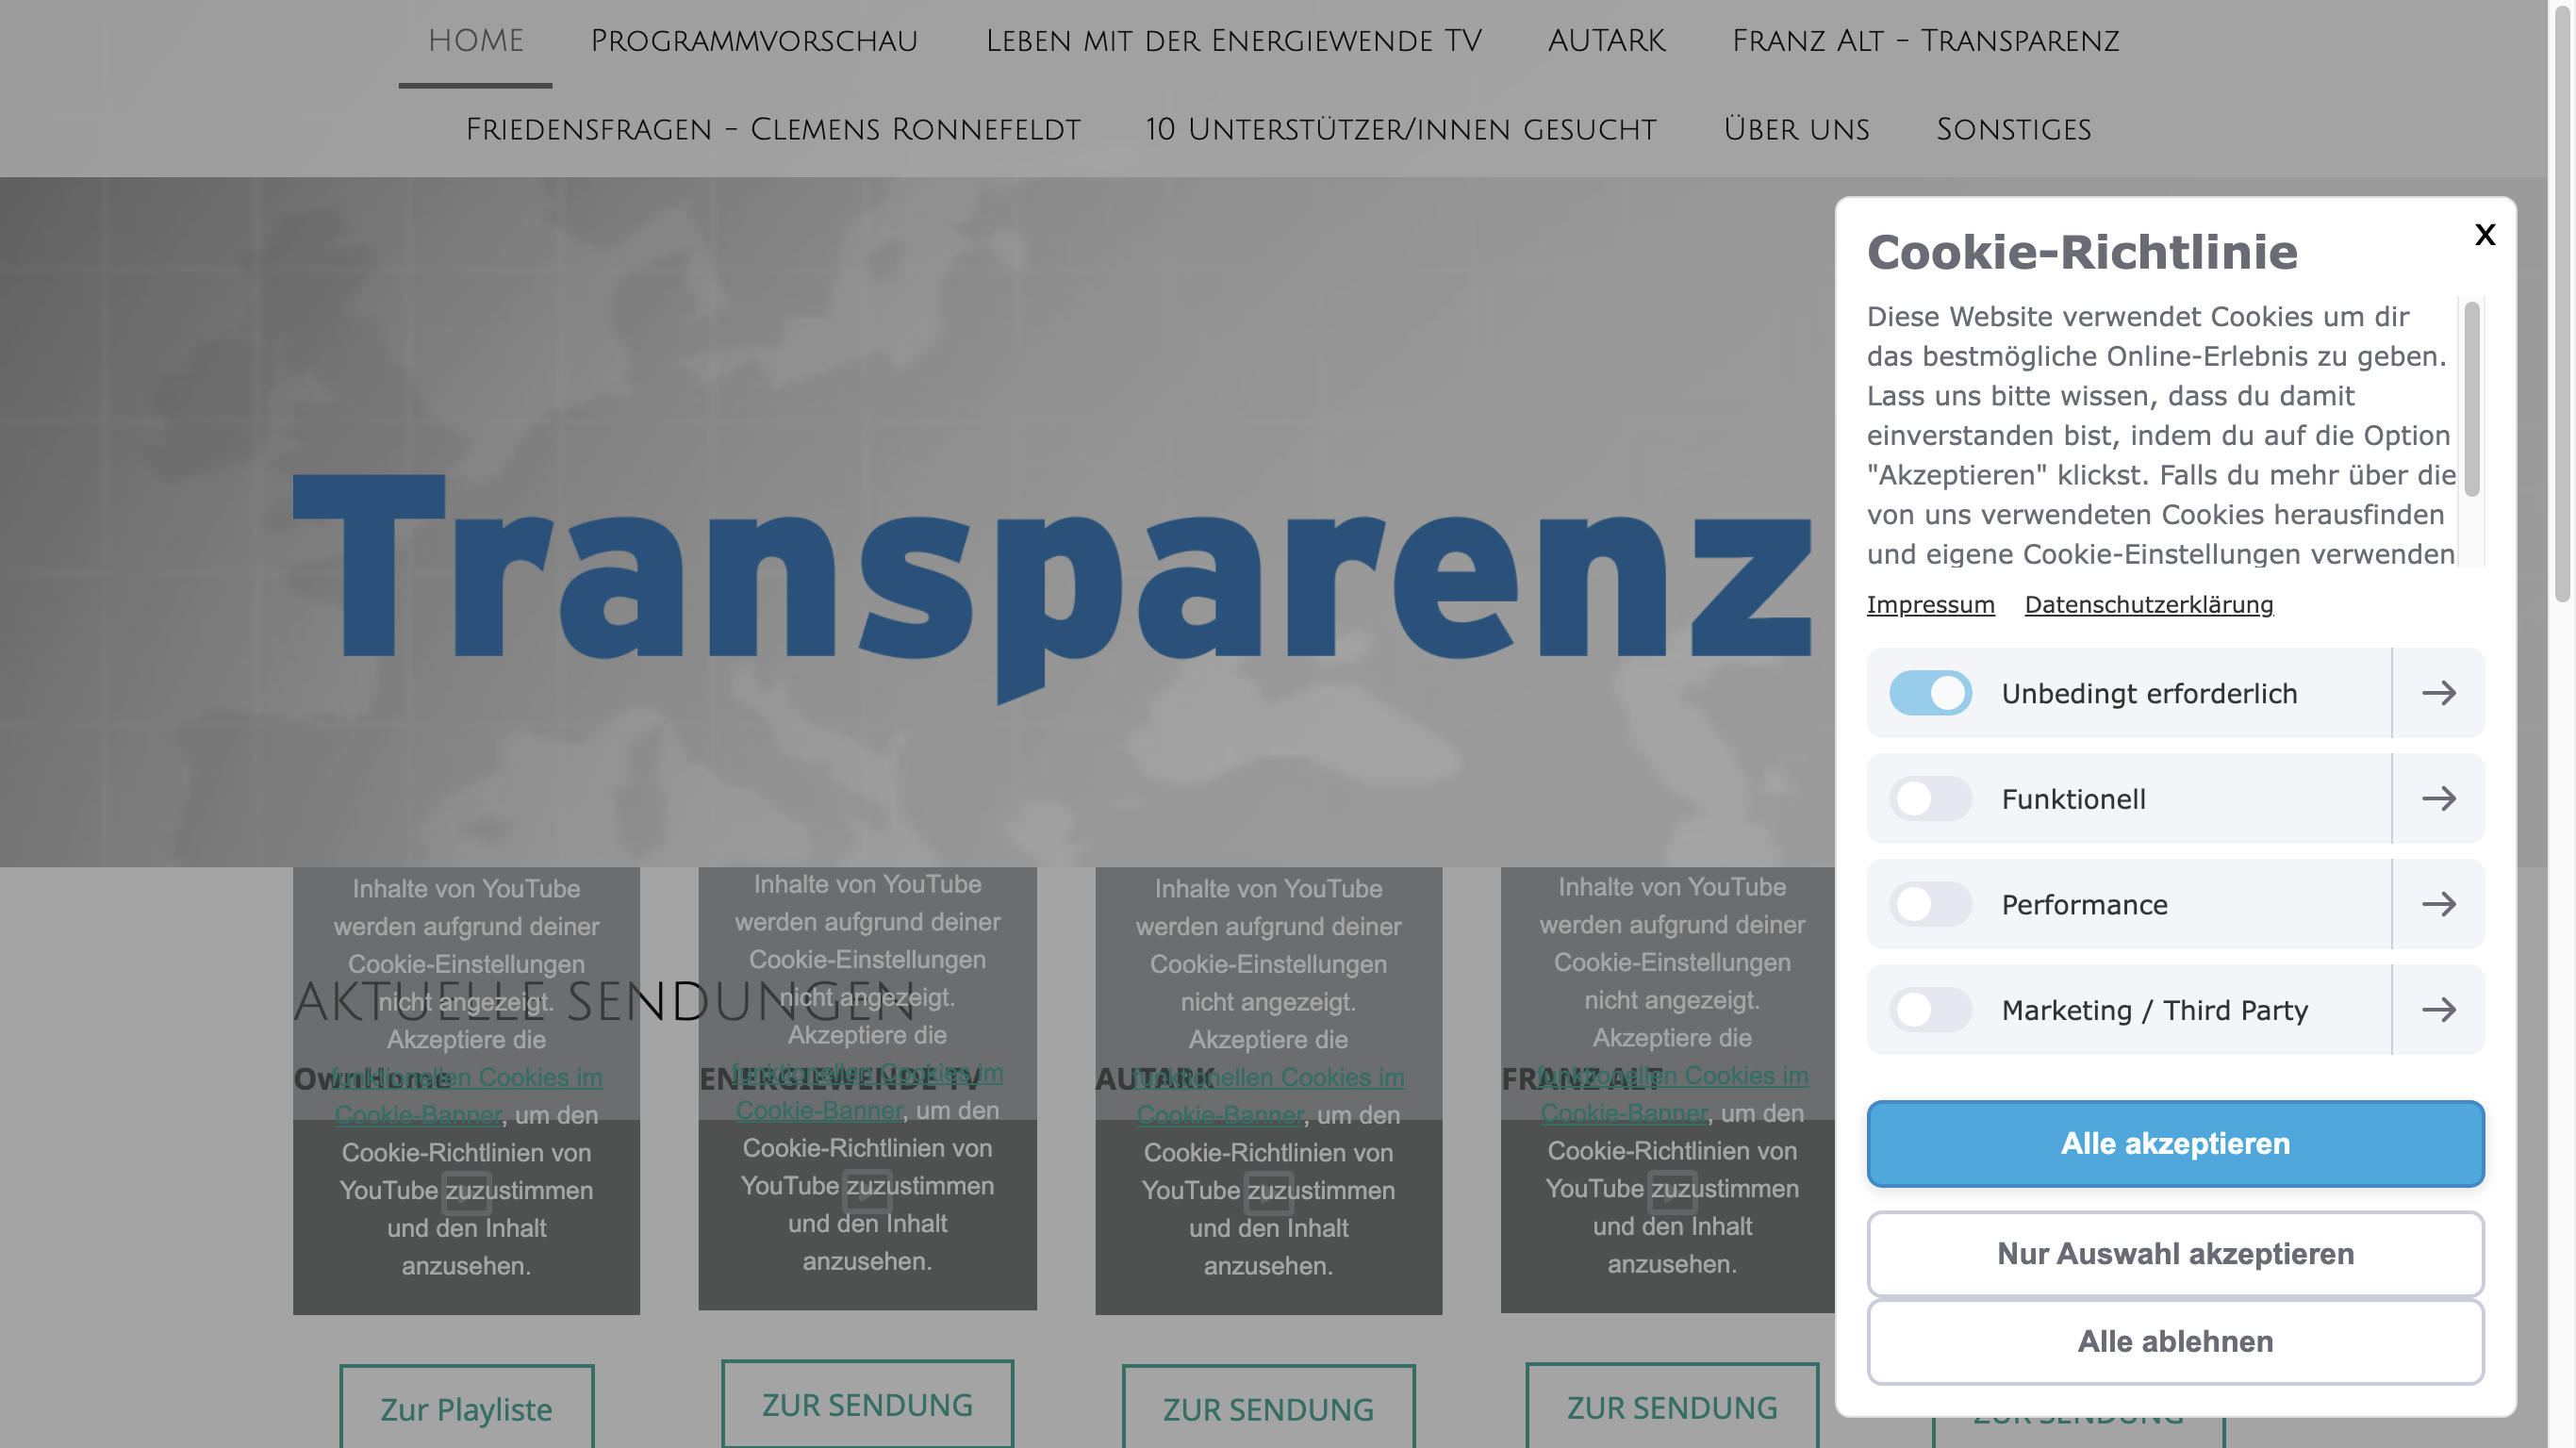 HOME
Programmvorschau
Leben mit der Energiewende TV
AUTARK
Franz Alt - Transparenz
Friedensfragen - Clemens Ronnefeldt
10 Unterstützer/innen gesucht
Über uns
Sonstiges
Transparenz
Aktuelle Sendungen
OwnHome
Inhalte von YouTube
werden aufgrund deiner
Cookie-Einstellungen
nicht angezeigt.
Akzeptiere die
funktionellen Cookies im
Cookie-Banner, um den
Cookie-Richtlinien von
YouTube zuzustimmen
und den Inhalt
anzusehen.
Zur Playliste
ENERGIEWENDE TV
Inhalte von YouTube
werden aufgrund deiner
Cookie-Einstellungen
nicht angezeigt.
Akzeptiere die
funktionellen Cookies im
Cookie-Banner, um den
Cookie-Richtlinien von
YouTube zuzustimmen
und den Inhalt
anzusehen.
ZUR SENDUNG
AUTARK
Inhalte von YouTube
werden aufgrund deiner
Cookie-Einstellungen
nicht angezeigt.
Akzeptiere die
funktionellen Cookies im
Cookie-Banner, um den
Cookie-Richtlinien von
YouTube zuzustimmen
und den Inhalt
anzusehen.
ZUR SENDUNG
FRANZ ALT
Inhalte von YouTube
werden aufgrund deiner
Cookie-Einstellungen
nicht angezeigt.
Akzeptiere die
funktionellen Cookies im
Cookie-Banner, um den
Cookie-Richtlinien von
YouTube zuzustimmen
und den Inhalt
anzusehen.
ZUR SENDUNG
ZUR SENDUNG
Cookie-Richtlinie
x
Diese Website verwendet Cookies um dir
das bestmögliche Online-Erlebnis zu geben.
Lass uns bitte wissen, dass du damit
einverstanden bist, indem du auf die Option
"Akzeptieren" klickst. Falls du mehr über die
von uns verwendeten Cookies herausfinden
und eigene Cookie-Einstellungen verwenden
Impressum Datenschutzerklärung
Unbedingt erforderlich
Funktionell
Performance
Marketing / Third Party
Alle akzeptieren
Nur Auswahl akzeptieren
Alle ablehnen